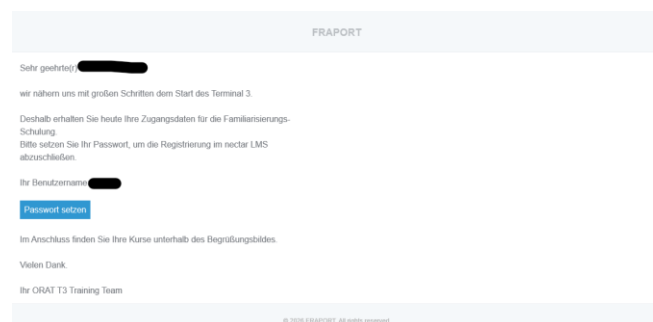 FRAPORT
Sehr geehrte(r)
wir nähern uns mit großen Schritten dem Start des Terminal 3.
Deshalb erhalten Sie heute Ihre Zugangsdaten für die Familiarisierungs-
Schulung.
Bitte setzen Sie Ihr Passwort, um die Registrierung im nectar LMS
abzuschließen.
Ihr Benutzername
Passwort setzen
Im Anschluss finden Sie Ihre Kurse unterhalb des Begrüßungsbildes.
Vielen Dank.
Ihr ORAT T3 Training Team
FRAPORT. All rights reserved.